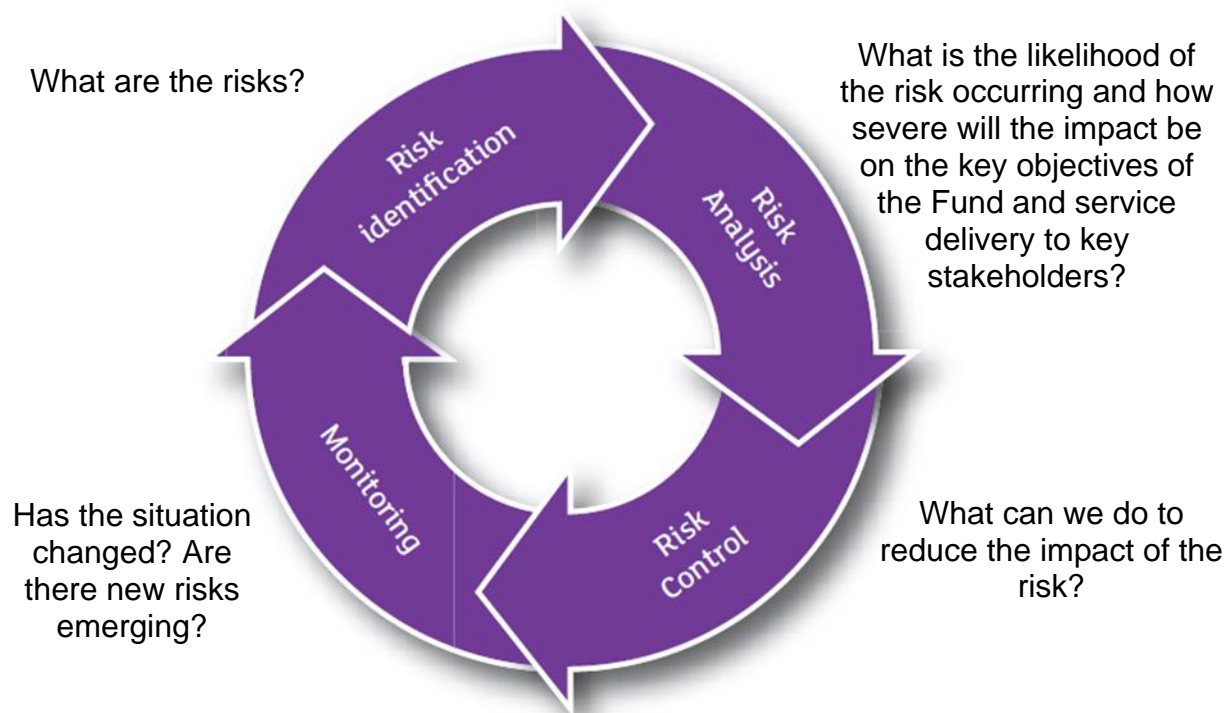 What are the risks?
Risk
identification
What is the likelihood of
the risk occurring and how
severe will the impact be
on the key objectives of
the Fund and service
delivery to key
stakeholders?
Risk
Analysis
Risk
Control
What can we do to
reduce the impact of the
risk?
Monitoring
Has the situation
changed? Are
there new risks
emerging?